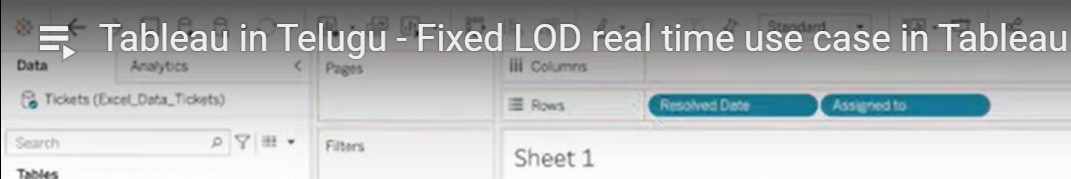 Tableau in Telugu - Fixed LOD real time use case in Tableau
Standard
Data Analytics Pages Columns
Tickets (Excel_Data_Tickets)
Rows Resolved Date Assigned to
Search Filters
Sheet 1
Tables